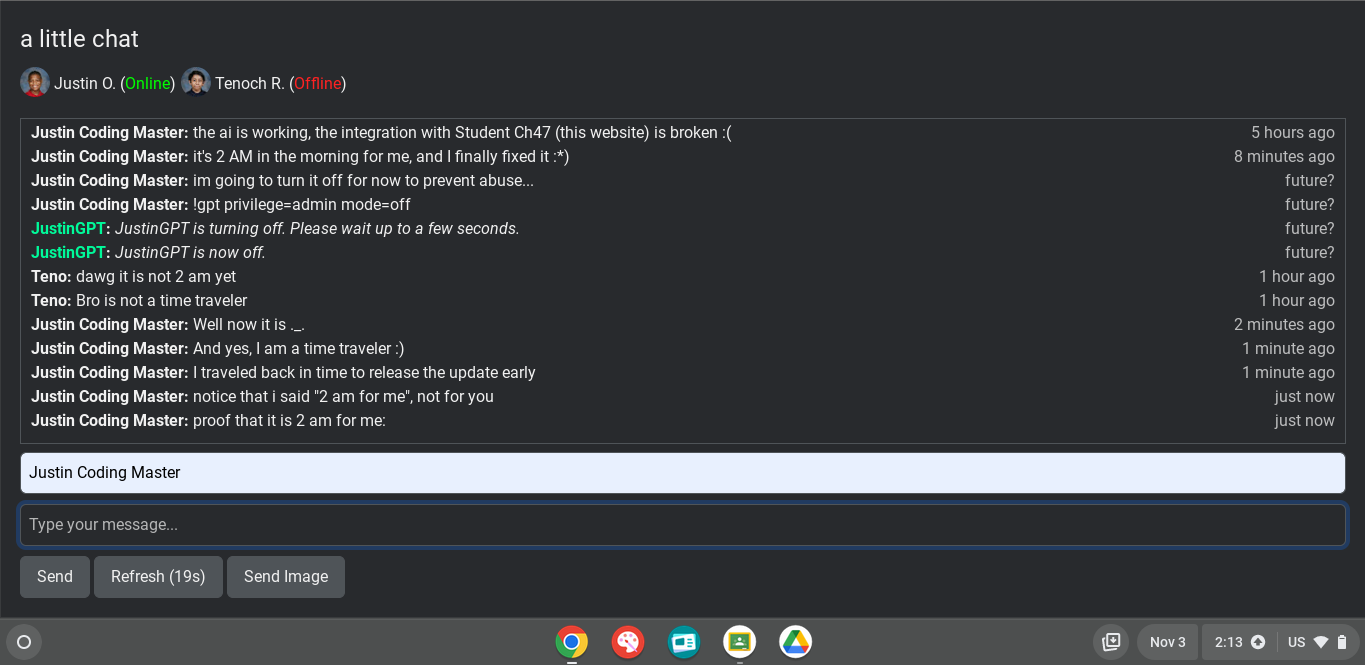 a little chat
Justin O. (Online) Tenoch R. (Offline)
Justin Coding Master: the ai is working, the integration with Student Ch47 (this website) is broken :( 5 hours ago
Justin Coding Master: it's 2 AM in the morning for me, and I finally fixed it :*) 8 minutes ago
Justin Coding Master: im going to turn it off for now to prevent abuse... future?
Justin Coding Master: !gpt privilege=admin mode=off future?
JustinGPT: JustinGPT is turning off. Please wait up to a few seconds. future?
JustinGPT: JustinGPT is now off. future?
Teno: dawg it is not 2 am yet 1 hour ago
Teno: Bro is not a time traveler 1 hour ago
Justin Coding Master: Well now it is ._. 2 minutes ago
Justin Coding Master: And yes, I am a time traveler :) 1 minute ago
Justin Coding Master: I traveled back in time to release the update early 1 minute ago
Justin Coding Master: notice that i said "2 am for me", not for you just now
Justin Coding Master: proof that it is 2 am for me: just now
Justin Coding Master
Type your message...
Send Refresh (19s) Send Image
Nov 3 2:13 US